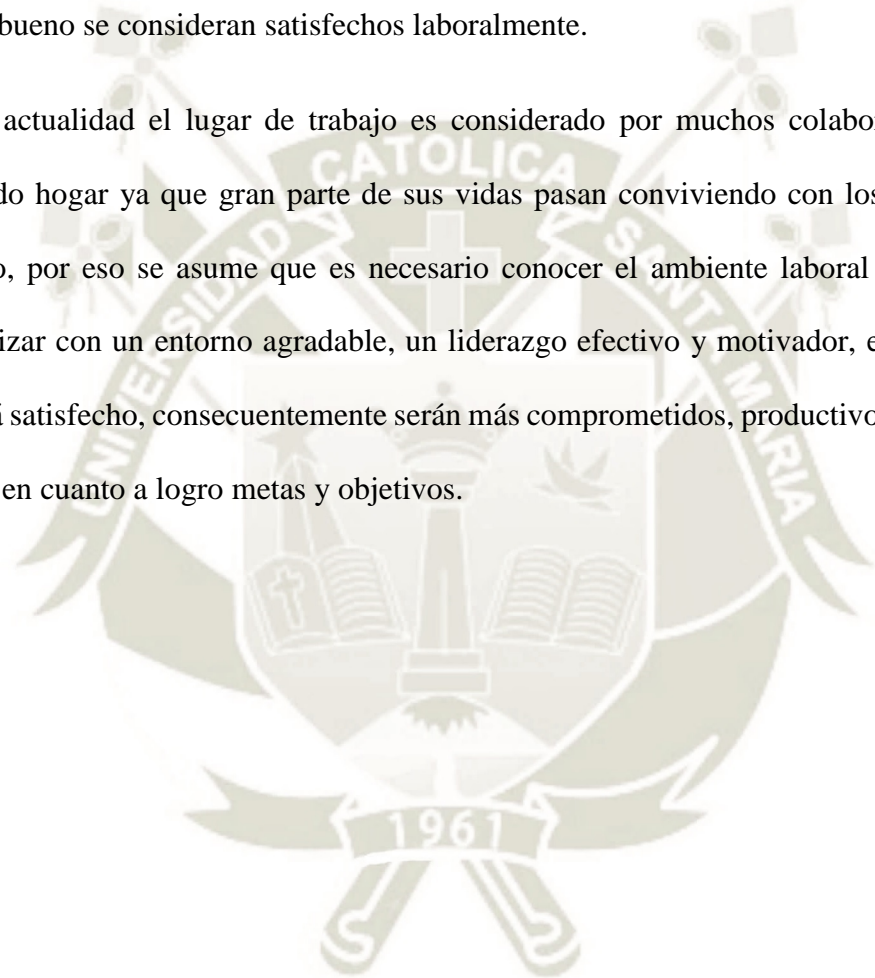 bueno se consideran satisfechos laboralmente.
actualidad el lugar de trabajo es considerado por muchos
do hogar ya que gran parte de sus vidas pasan conviviendo con los
o, por eso se asume que es necesario conocer el ambiente laboral
izar con un entorno agradable, un liderazgo efectivo y motivador, e
satisfecho, consecuentemente serán más comprometidos, productivo
en cuanto a logro metas y objetivos.
UNIVERSIDAD CATOLICA SANTA MARIA
1961